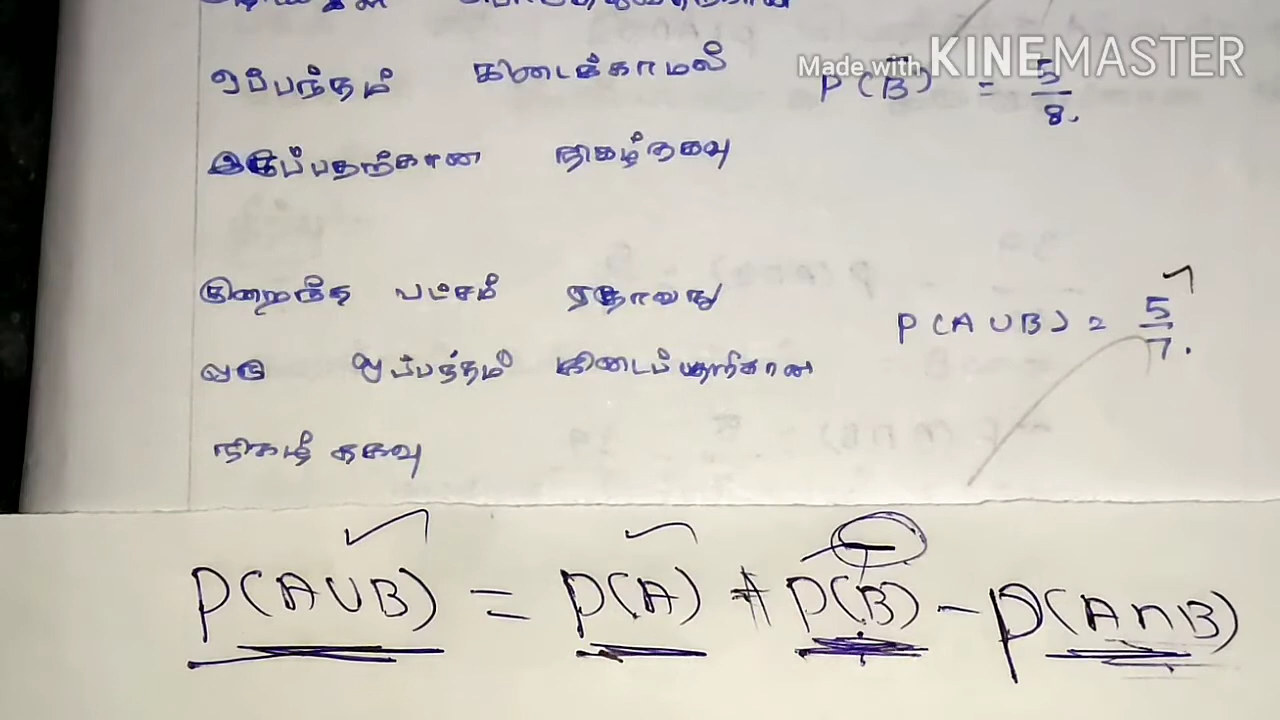 Made with KINEMASTER
ஒப்பந்தம் கிடைக்காமல் P(B̅) = 5/8.
இருப்பதற்கான நிகழ்தகவு
குறைந்த பட்சம் ஏதாவது
P(A∪B) = 5/7.
ஒரு ஒப்பந்தம் கிடைப்பதற்கான
நிகழ் தகவு
P(A∪B) = P(A) + P(B) - P(A∩B)